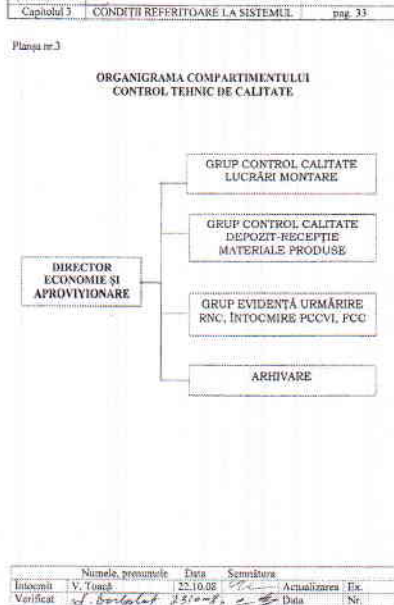 Capitolul 3 CONDIȚII REFERITOARE LA SISTEMUL pag. 33
Planșa nr.3
ORGANIGRAMA COMPARTIMENTULUI
CONTROL TEHNIC DE CALITATE
GRUP CONTROL CALITATE
LUCRĂRI MONTARE
GRUP CONTROL CALITATE
DEPOZIT-RECEPȚIE
MATERIALE PRODUSE
DIRECTOR
ECONOMIE ȘI
APROVIYIONARE
GRUP EVIDENȚĂ URMĂRIRE
RNC, ÎNTOCMIRE PCCVI, FCC
ARHIVARE
Numele, prenumele Data Semnătura
Întocmit V. Toacă 22.10.08 Actualizarea Ex.
Verificat Data Nr.